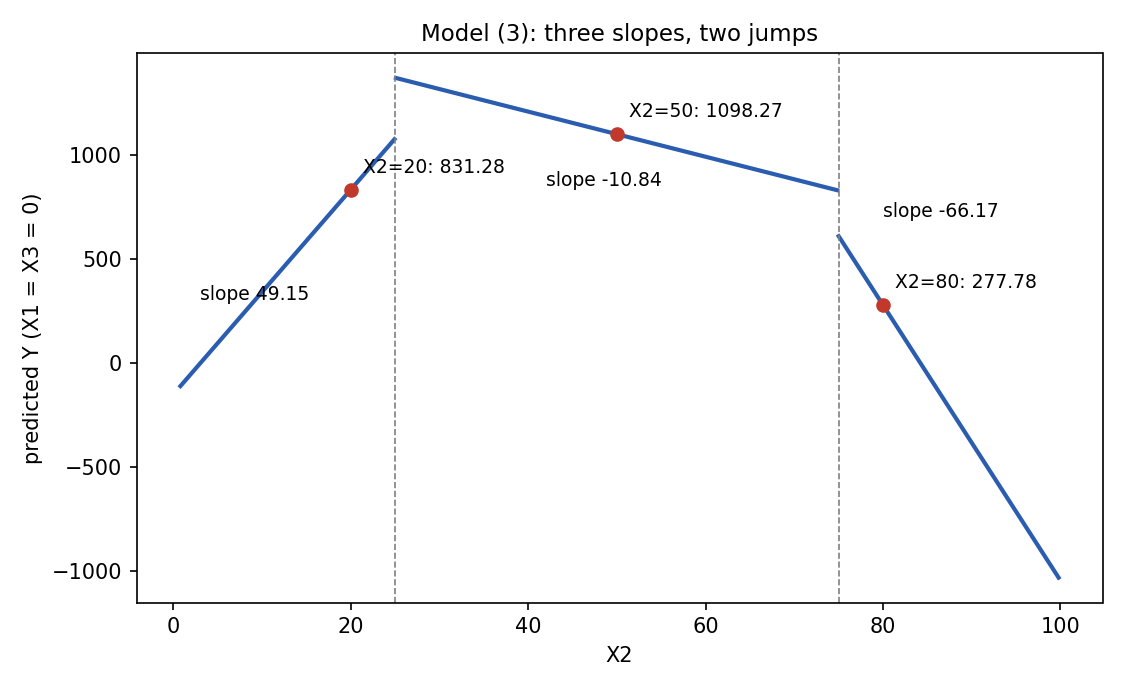 Model (3): three slopes, two jumps
predicted Y (X1 = X3 = 0)
1000
500
0
−500
−1000
X2=50: 1098.27
X2=20: 831.28
slope -10.84
slope -66.17
slope 49.15
X2=80: 277.78
0
20
40
60
80
100
X2